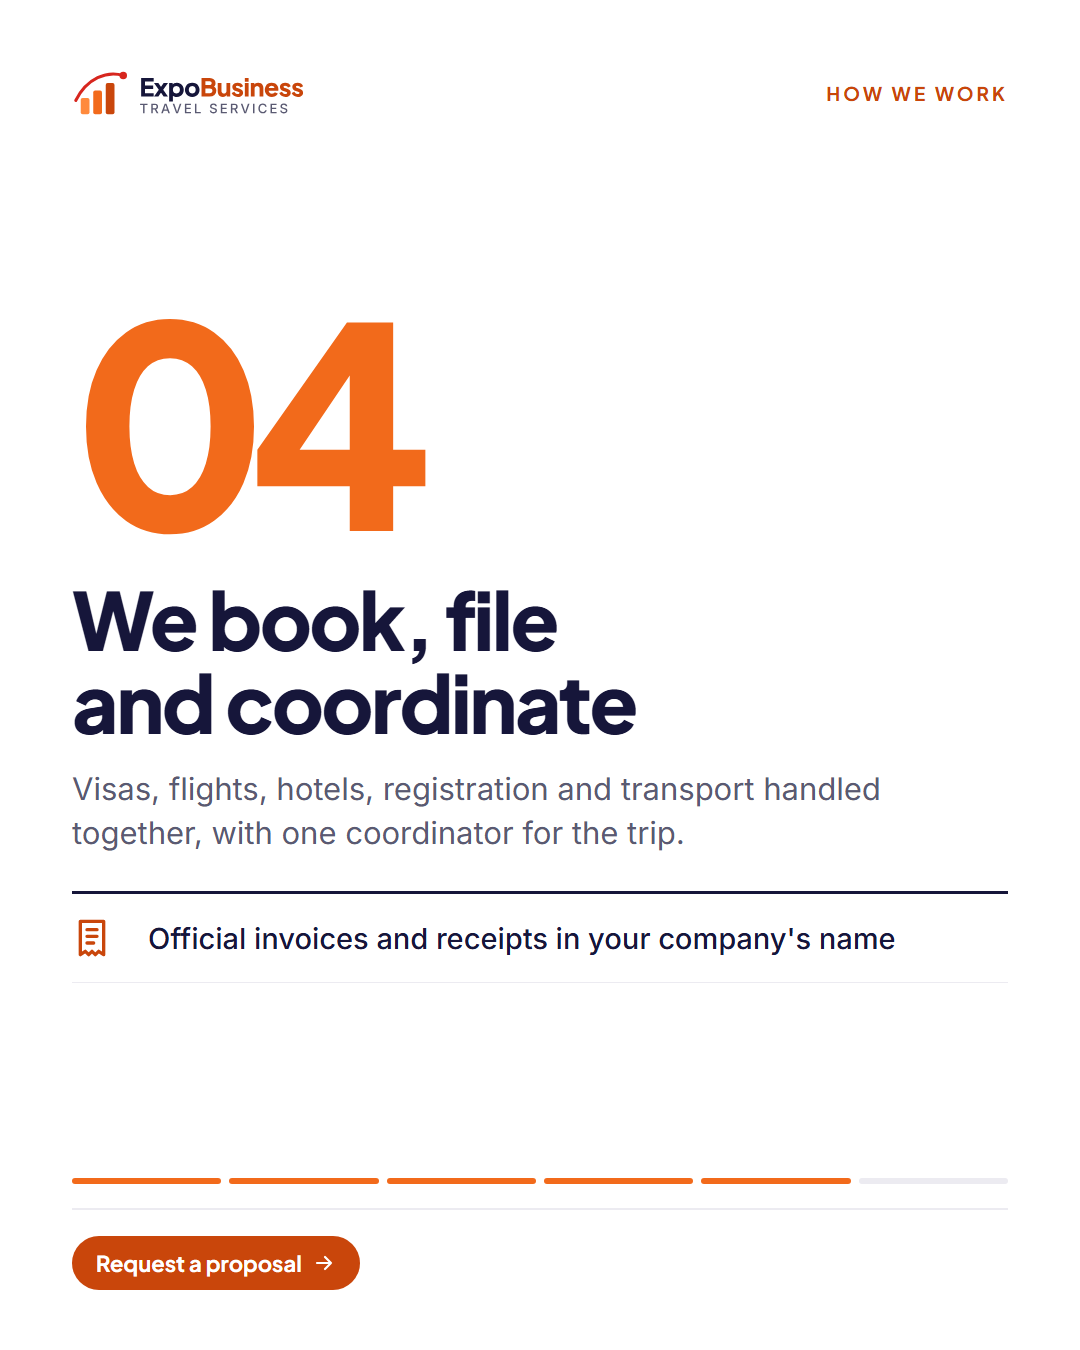 ExpoBusiness
TRAVEL SERVICES
HOW WE WORK
04
We book, file
and coordinate
Visas, flights, hotels, registration and transport handled
together, with one coordinator for the trip.
Official invoices and receipts in your company's name
Request a proposal →